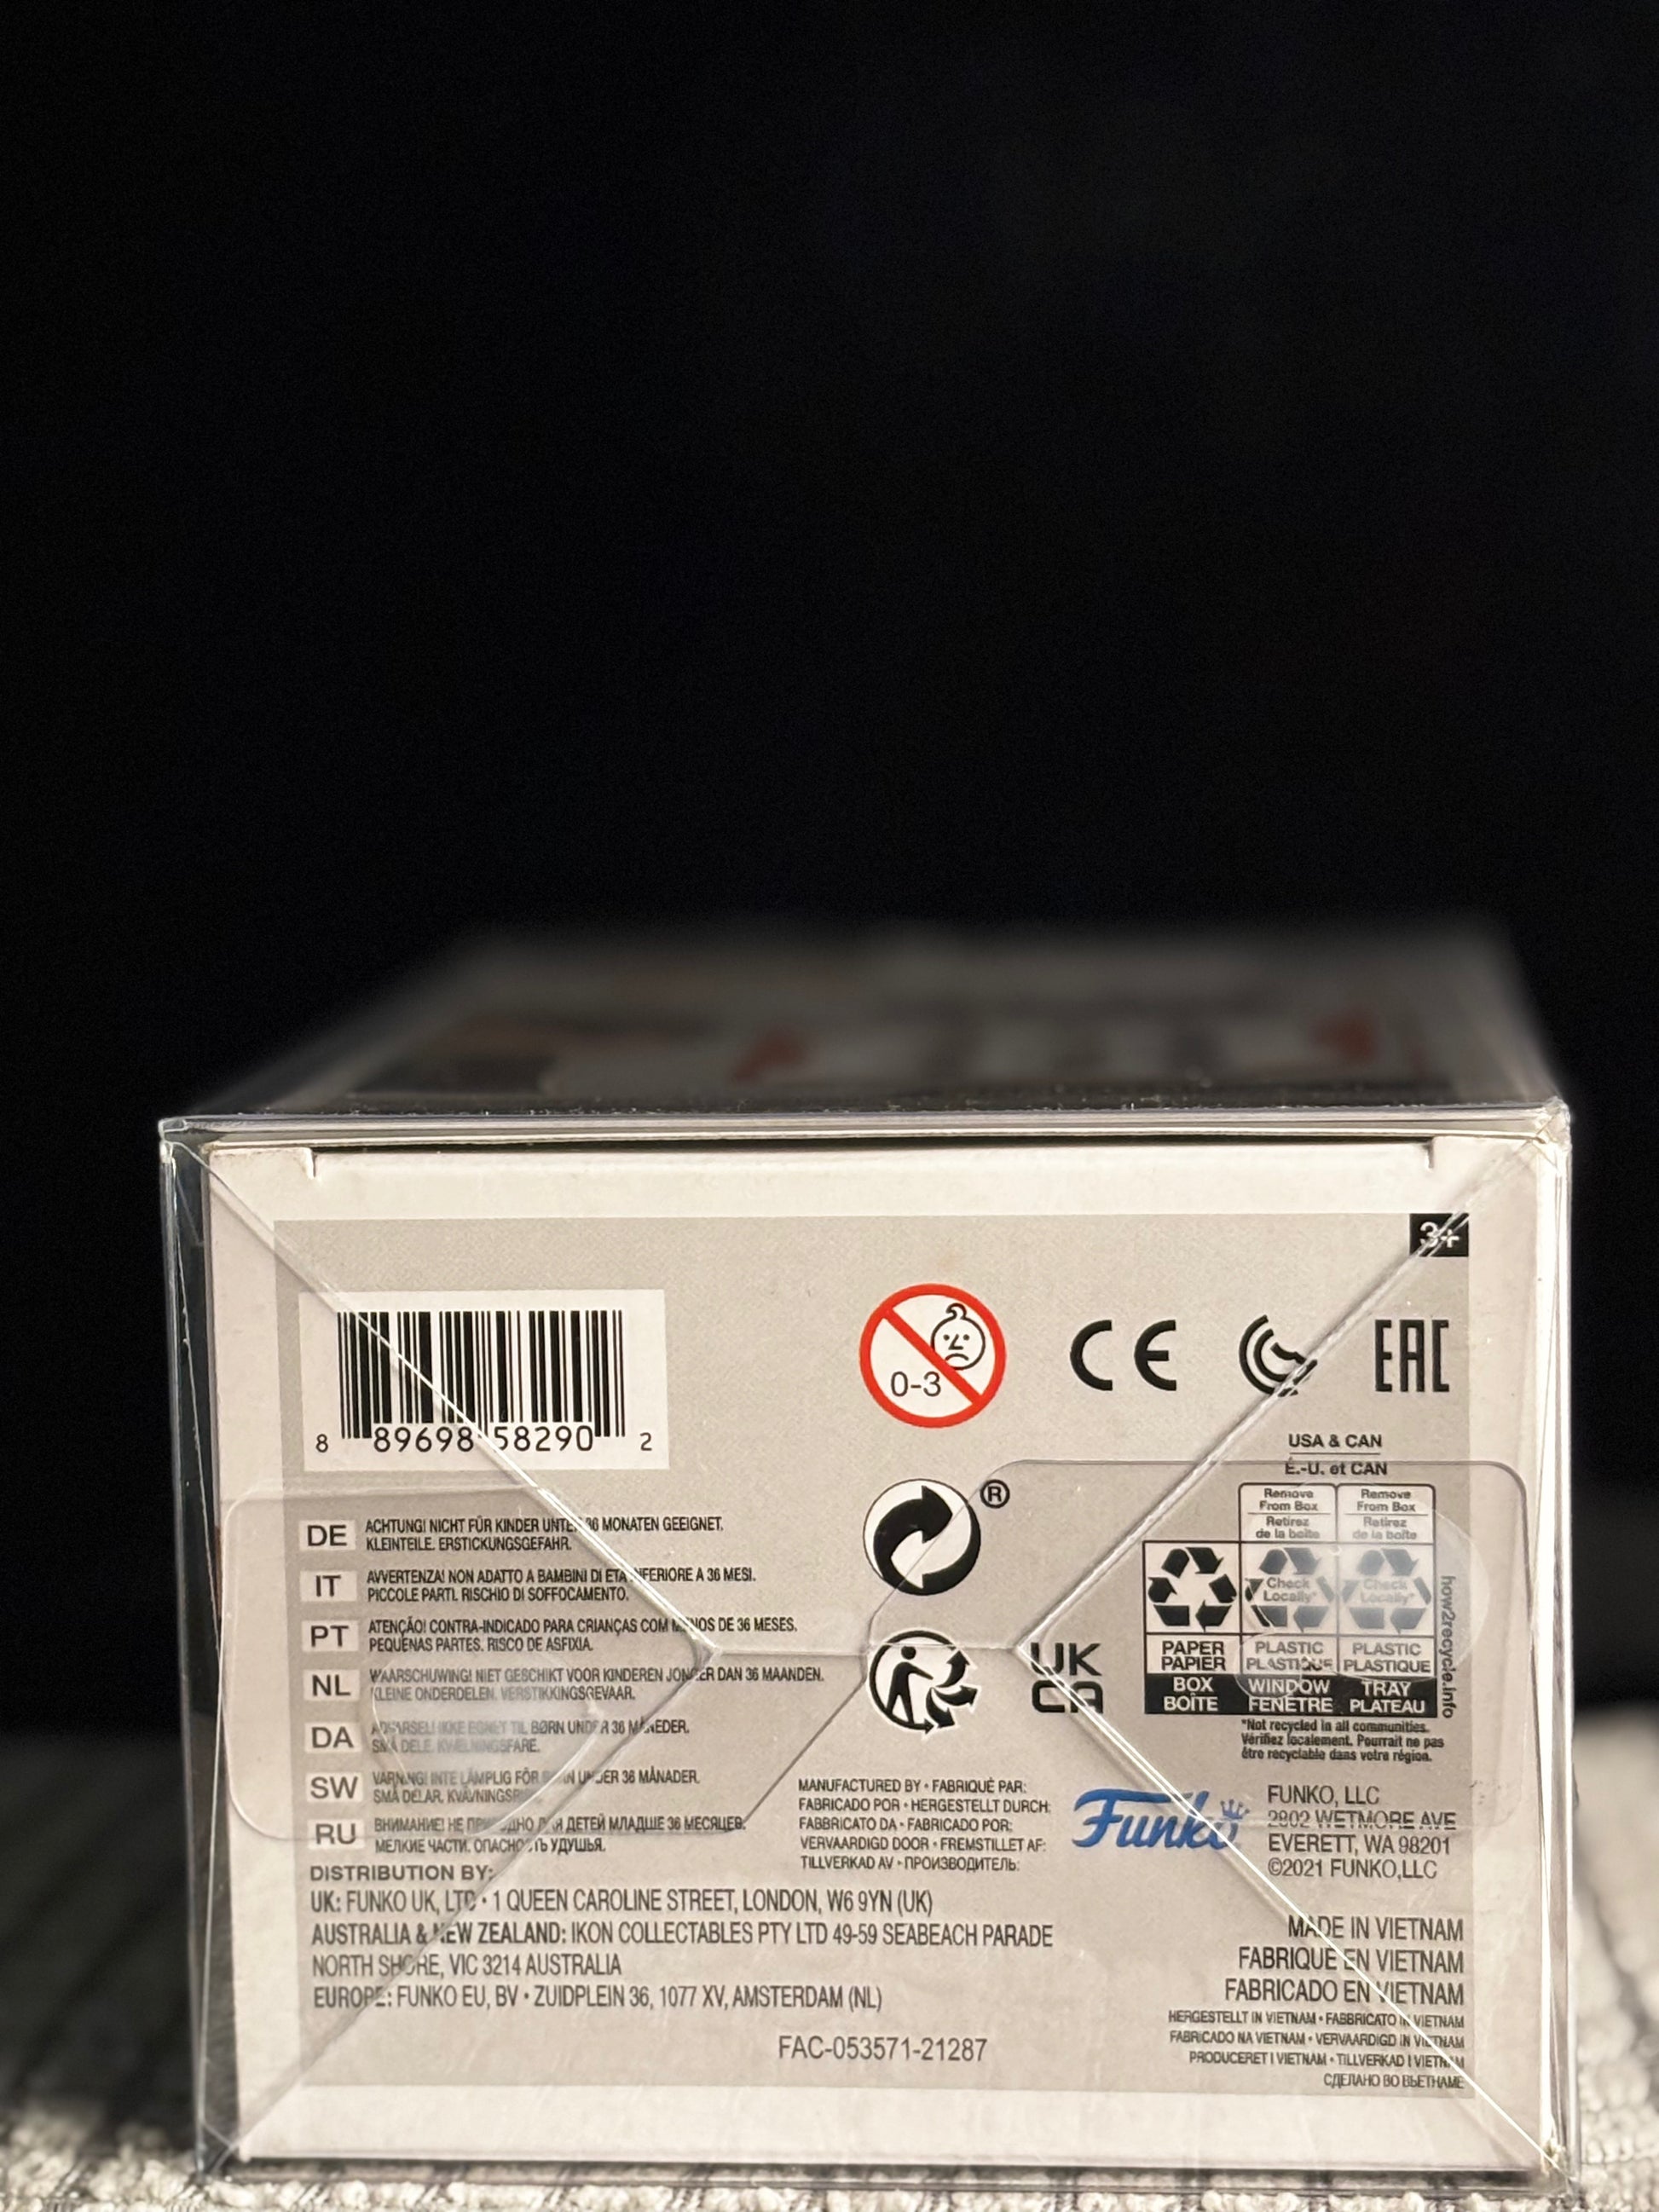 3+
0-3
CE
EAC
8 89698 58290 2
USA & CAN
É.-U. et CAN
®
Remove From Box
Retirez de la boîte
Remove From Box
Retirez de la boîte
Check Locally*
Check Locally*
PAPER PAPIER
PLASTIC PLASTIQUE
PLASTIC PLASTIQUE
BOX BOÎTE
WINDOW FENÊTRE
TRAY PLATEAU
how2recycle.info
*Not recycled in all communities.
Vérifiez localement. Pourrait ne pas
être recyclable dans votre région.
UK
CA
DE ACHTUNG! NICHT FÜR KINDER UNTER 36 MONATEN GEEIGNET.
KLEINTEILE. ERSTICKUNGSGEFAHR.
IT AVVERTENZA! NON ADATTO A BAMBINI DI ETÀ INFERIORE A 36 MESI.
PICCOLE PARTI. RISCHIO DI SOFFOCAMENTO.
PT ATENÇÃO! CONTRA-INDICADO PARA CRIANÇAS COM MENOS DE 36 MESES.
PEQUENAS PARTES. RISCO DE ASFIXIA.
NL WAARSCHUWING! NIET GESCHIKT VOOR KINDEREN JONGER DAN 36 MAANDEN.
KLEINE ONDERDELEN. VERSTIKKINGSGEVAAR.
DA ADVARSEL! IKKE EGNET TIL BØRN UNDER 36 MÅNEDER.
SMÅ DELE. KVÆLNINGSFARE.
SW VARNING! INTE LÄMPLIG FÖR BARN UNDER 36 MÅNADER.
SMÅ DELAR.
RU ВНИМАНИЕ! НЕ ПРИГОДНО ДЛЯ ДЕТЕЙ МЛАДШЕ 36 МЕСЯЦЕВ.
МЕЛКИЕ ЧАСТИ. ОПАСНОСТЬ УДУШЬЯ.
MANUFACTURED BY • FABRIQUÉ PAR:
FABRICADO POR • HERGESTELLT DURCH:
FABBRICATO DA • FABRICADO POR:
VERVAARDIGD DOOR • FREMSTILLET AF:
TILLVERKAD AV • ПРОИЗВОДИТЕЛЬ:
Funko
FUNKO, LLC
2802 WETMORE AVE
EVERETT, WA 98201
©2021 FUNKO,LLC
DISTRIBUTION BY:
UK: FUNKO UK, LTD • 1 QUEEN CAROLINE STREET, LONDON, W6 9YN (UK)
AUSTRALIA & NEW ZEALAND: IKON COLLECTABLES PTY LTD 49-59 SEABEACH PARADE
NORTH SHORE, VIC 3214 AUSTRALIA
EUROPE: FUNKO EU, BV • ZUIDPLEIN 36, 1077 XV, AMSTERDAM (NL)
MADE IN VIETNAM
FABRIQUÉ EN VIETNAM
FABRICADO EN VIETNAM
HERGESTELLT IN VIETNAM • FABBRICATO IN VIETNAM
FABRICADO NA VIETNAM • VERVAARDIGD IN VIETNAM
PRODUCERET I VIETNAM • TILLVERKAD I VIETNAM
СДЕЛАНО ВО ВЬЕТНАМЕ
FAC-053571-21287